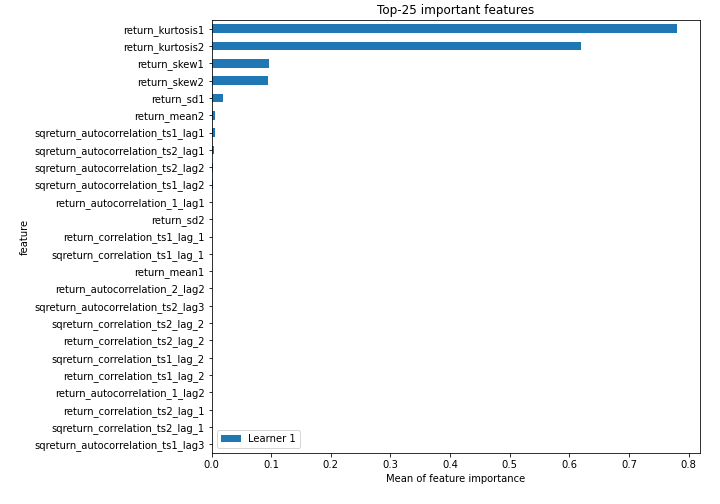 Top-25 important features
return_kurtosis1
return_kurtosis2
return_skew1
return_skew2
return_sd1
return_mean2
sqreturn_autocorrelation_ts1_lag1
sqreturn_autocorrelation_ts2_lag1
sqreturn_autocorrelation_ts2_lag2
sqreturn_autocorrelation_ts1_lag2
return_autocorrelation_1_lag1
return_sd2
return_correlation_ts1_lag_1
sqreturn_correlation_ts1_lag_1
return_mean1
return_autocorrelation_2_lag2
sqreturn_autocorrelation_ts2_lag3
sqreturn_correlation_ts2_lag_2
return_correlation_ts2_lag_2
sqreturn_correlation_ts1_lag_2
return_correlation_ts1_lag_2
return_autocorrelation_1_lag2
return_correlation_ts2_lag_1
sqreturn_correlation_ts2_lag_1
sqreturn_autocorrelation_ts1_lag3
feature
Learner 1
0.0 0.1 0.2 0.3 0.4 0.5 0.6 0.7 0.8
Mean of feature importance